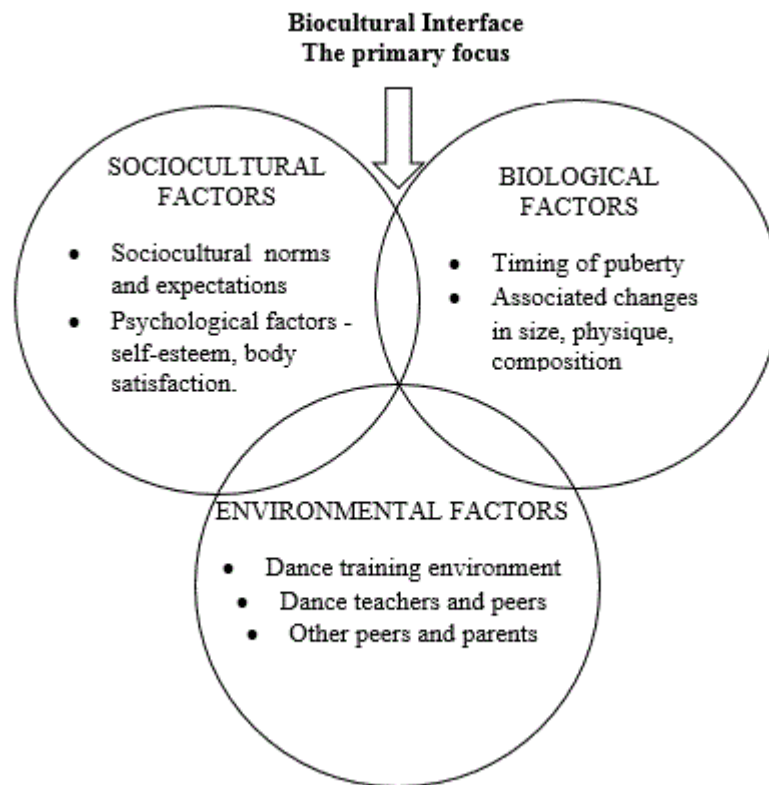 Biocultural Interface
The primary focus
SOCIOCULTURAL
FACTORS
• Sociocultural norms
and expectations
• Psychological factors -
self-esteem, body
satisfaction.
BIOLOGICAL
FACTORS
• Timing of puberty
• Associated changes
in size, physique,
composition
ENVIRONMENTAL FACTORS
• Dance training environment
• Dance teachers and peers
• Other peers and parents